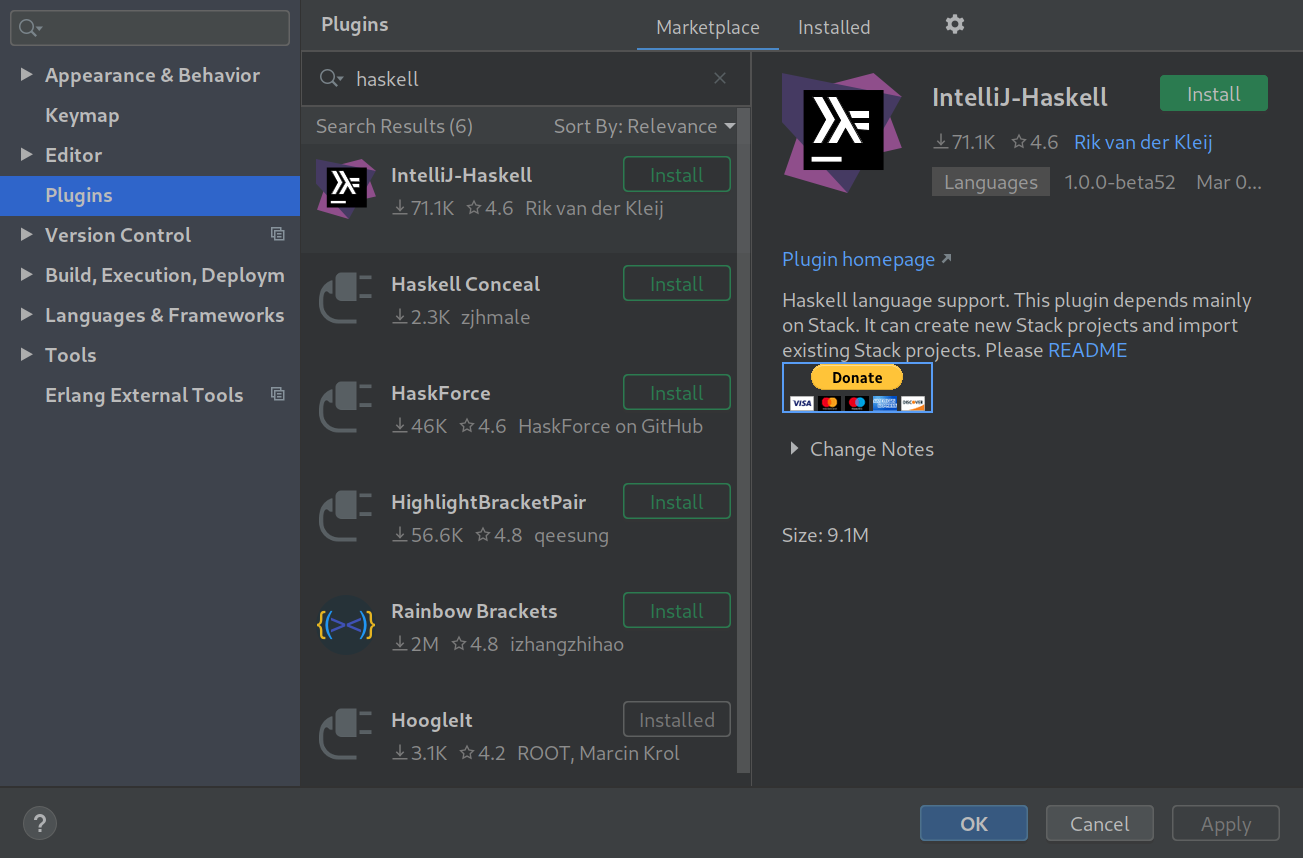 Appearance & Behavior
Keymap
Editor
Plugins
Version Control
Build, Execution, Deploym
Languages & Frameworks
Tools
Erlang External Tools
Plugins
Marketplace
Installed
haskell
Search Results (6)
Sort By: Relevance
IntelliJ-Haskell
Install
71.1K 4.6 Rik van der Kleij
Haskell Conceal
Install
2.3K zjhmale
HaskForce
Install
46K 4.6 HaskForce on GitHub
HighlightBracketPair
Install
56.6K 4.8 qeesung
Rainbow Brackets
Install
2M 4.8 izhangzhihao
HoogleIt
Installed
3.1K 4.2 ROOT, Marcin Krol
IntelliJ-Haskell
Install
71.1K 4.6 Rik van der Kleij
Languages 1.0.0-beta52 Mar 0...
Plugin homepage
Haskell language support. This plugin depends mainly
on Stack. It can create new Stack projects and import
existing Stack projects. Please README
Donate
VISA
DISCOVER
Change Notes
Size: 9.1M
?
OK
Cancel
Apply